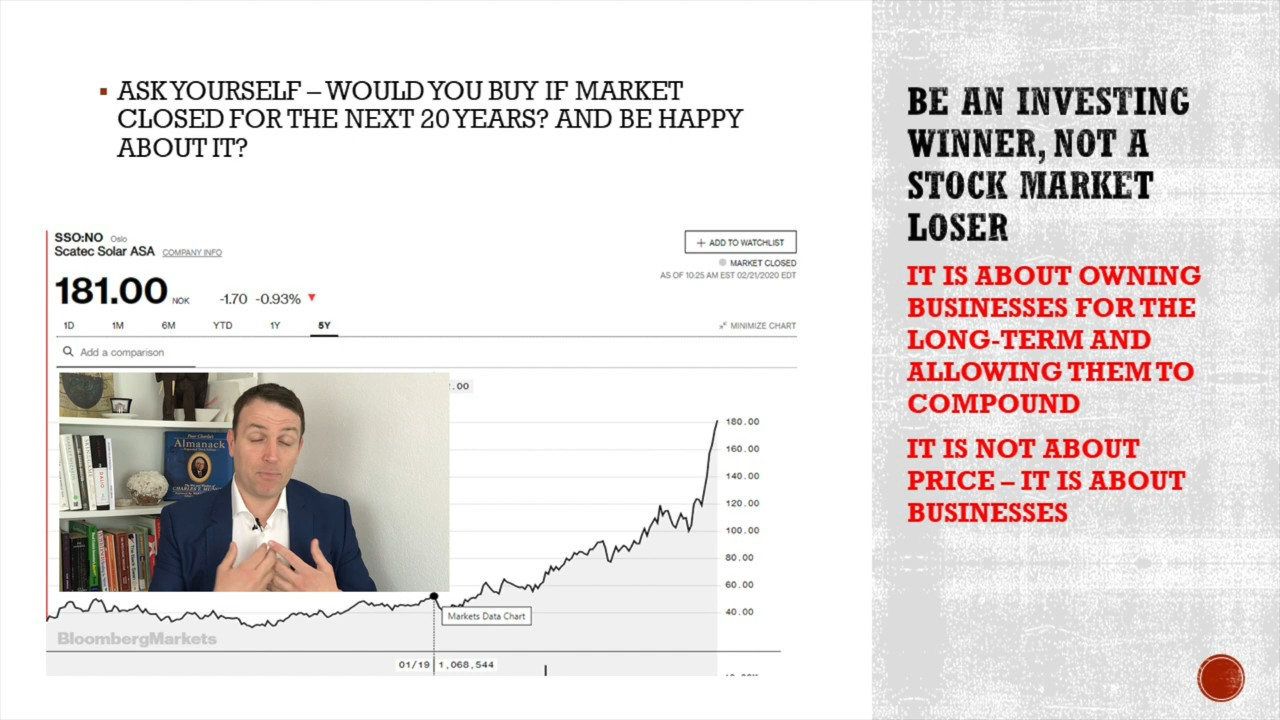 ASK YOURSELF – WOULD YOU BUY IF MARKET
CLOSED FOR THE NEXT 20 YEARS? AND BE HAPPY
ABOUT IT?
SSO:NO Oslo
Scatec Solar ASA COMPANY INFO
181.00 NOK -1.70 -0.93%
+ ADD TO WATCHLIST
MARKET CLOSED
AS OF 10:25 AM EST 02/21/2020 EDT
1D 1M 6M YTD 1Y 5Y
MINIMIZE CHART
Add a comparison
.00
Almanack
180.00
160.00
140.00
120.00
100.00
80.00
60.00
40.00
Markets Data Chart
BloombergMarkets
01/19 1,068,544
BE AN INVESTING
WINNER, NOT A
STOCK MARKET
LOSER
IT IS ABOUT OWNING
BUSINESSES FOR THE
LONG-TERM AND
ALLOWING THEM TO
COMPOUND
IT IS NOT ABOUT
PRICE – IT IS ABOUT
BUSINESSES